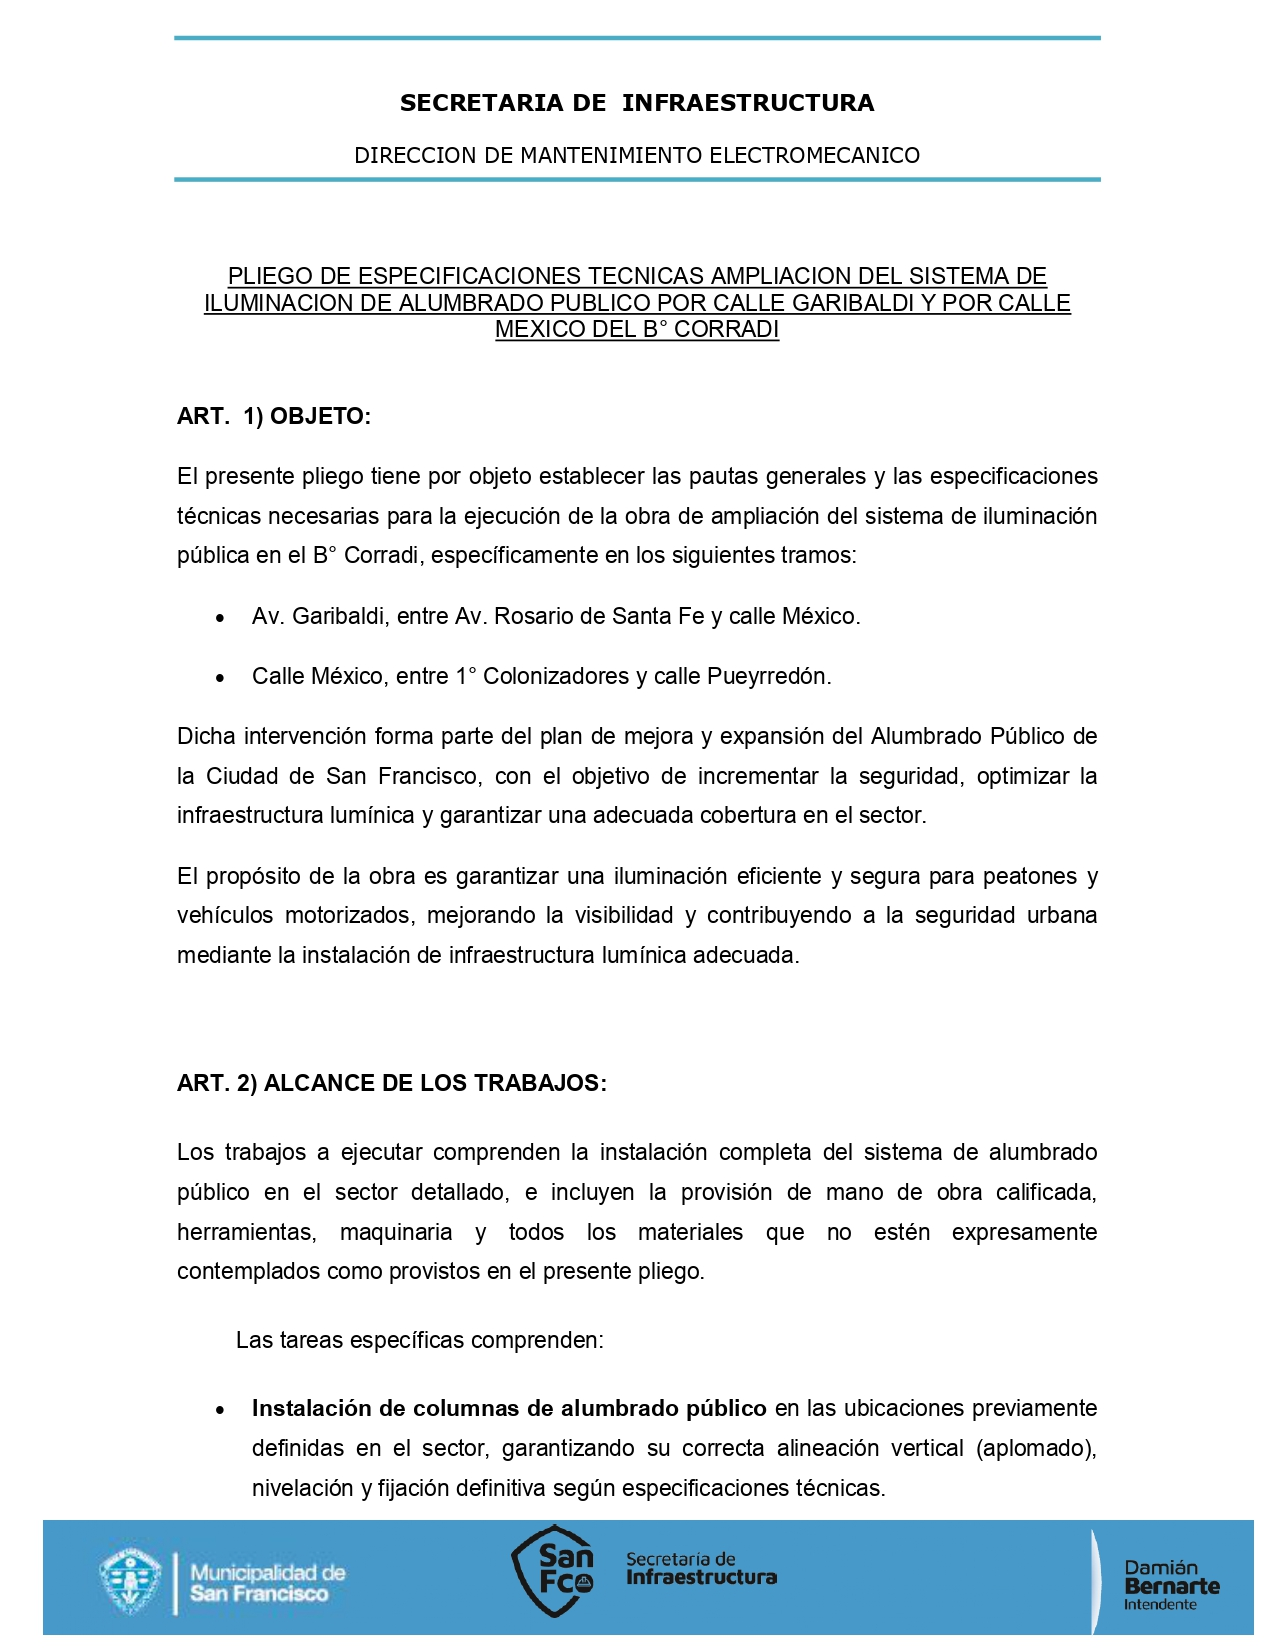 SECRETARIA DE INFRAESTRUCTURA
DIRECCION DE MANTENIMIENTO ELECTROMECANICO
PLIEGO DE ESPECIFICACIONES TECNICAS AMPLIACION DEL SISTEMA DE
ILUMINACION DE ALUMBRADO PUBLICO POR CALLE GARIBALDI Y POR CALLE
MEXICO DEL B° CORRADI
ART. 1) OBJETO:
El presente pliego tiene por objeto establecer las pautas generales y las especificaciones
técnicas necesarias para la ejecución de la obra de ampliación del sistema de iluminación
pública en el B° Corradi, específicamente en los siguientes tramos:
• Av. Garibaldi, entre Av. Rosario de Santa Fe y calle México.
• Calle México, entre 1° Colonizadores y calle Pueyrredón.
Dicha intervención forma parte del plan de mejora y expansión del Alumbrado Público de
la Ciudad de San Francisco, con el objetivo de incrementar la seguridad, optimizar la
infraestructura lumínica y garantizar una adecuada cobertura en el sector.
El propósito de la obra es garantizar una iluminación eficiente y segura para peatones y
vehículos motorizados, mejorando la visibilidad y contribuyendo a la seguridad urbana
mediante la instalación de infraestructura lumínica adecuada.
ART. 2) ALCANCE DE LOS TRABAJOS:
Los trabajos a ejecutar comprenden la instalación completa del sistema de alumbrado
público en el sector detallado, e incluyen la provisión de mano de obra calificada,
herramientas, maquinaria y todos los materiales que no estén expresamente
contemplados como provistos en el presente pliego.
Las tareas específicas comprenden:
• Instalación de columnas de alumbrado público en las ubicaciones previamente
definidas en el sector, garantizando su correcta alineación vertical (aplomado),
nivelación y fijación definitiva según especificaciones técnicas.
Municipalidad de
San Francisco
San
Fco
Secretaría de
Infraestructura
Damián
Bernarte
Intendente